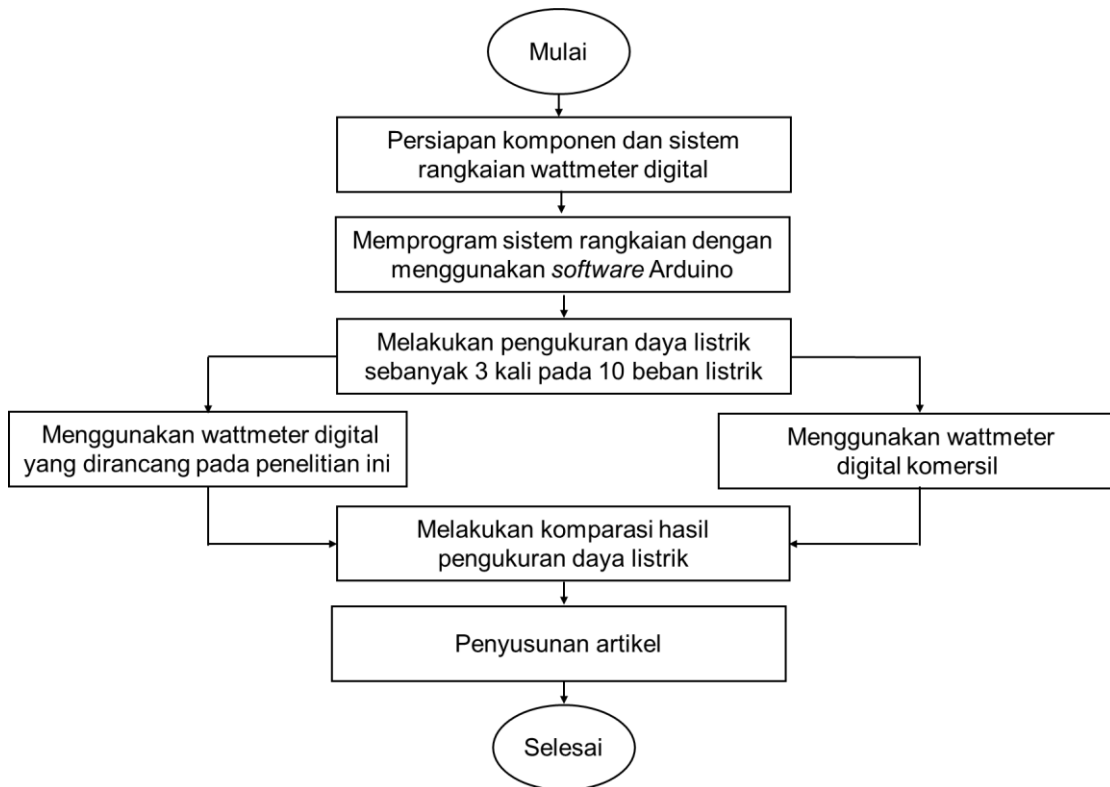 Mulai
Persiapan komponen dan sistem
rangkaian wattmeter digital
Memprogram sistem rangkaian dengan
menggunakan software Arduino
Melakukan pengukuran daya listrik
sebanyak 3 kali pada 10 beban listrik
Menggunakan wattmeter digital
yang dirancang pada penelitian ini
Menggunakan wattmeter
digital komersil
Melakukan komparasi hasil
pengukuran daya listrik
Penyusunan artikel
Selesai